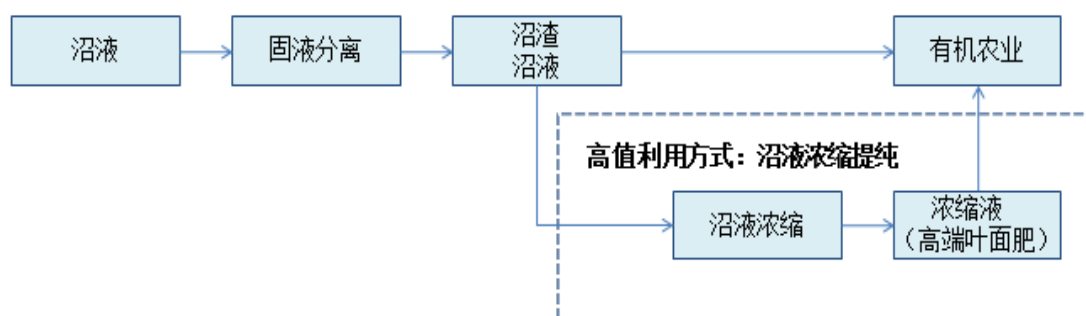 沼液
固液分离
沼渣
沼液
有机农业
高值利用方式：沼液浓缩提纯
沼液浓缩
浓缩液
（高端叶面肥）